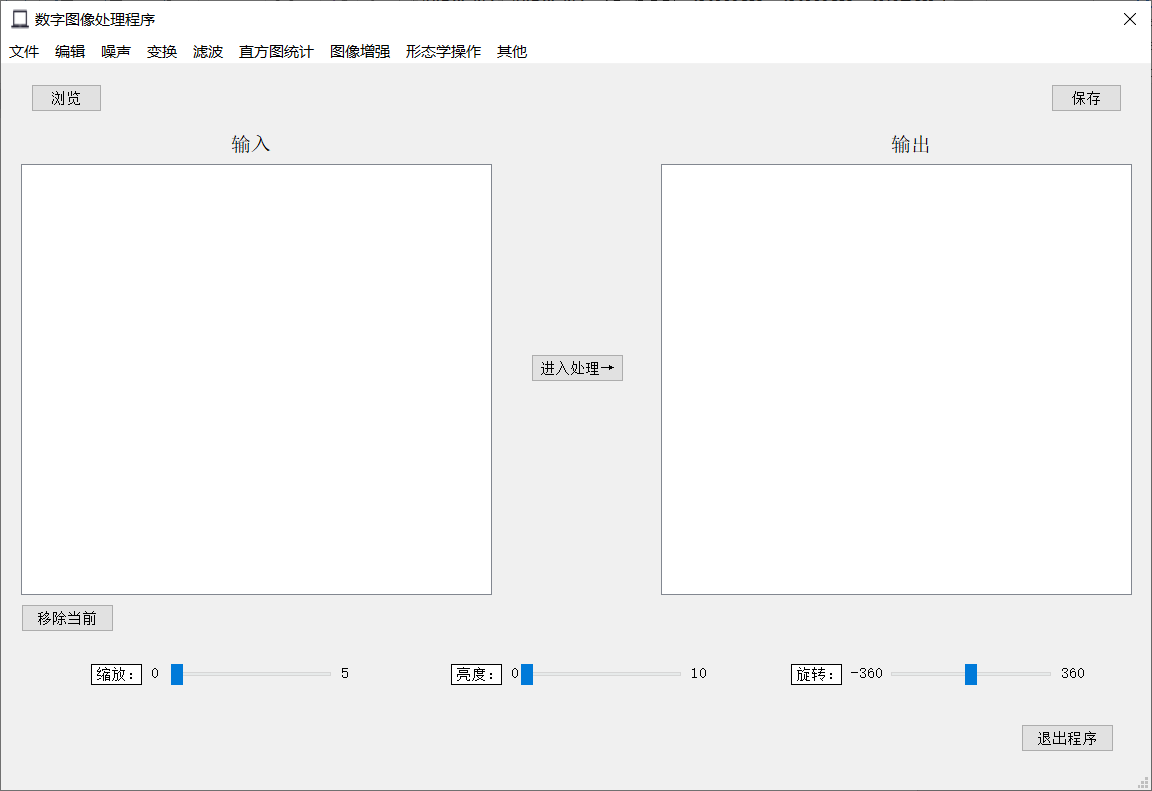 数字图像处理程序
文件 编辑 噪声 变换 滤波 直方图统计 图像增强 形态学操作 其他
浏览 保存
输入 输出
进入处理→
移除当前
缩放： 0 5 亮度： 0 10 旋转： -360 360
退出程序